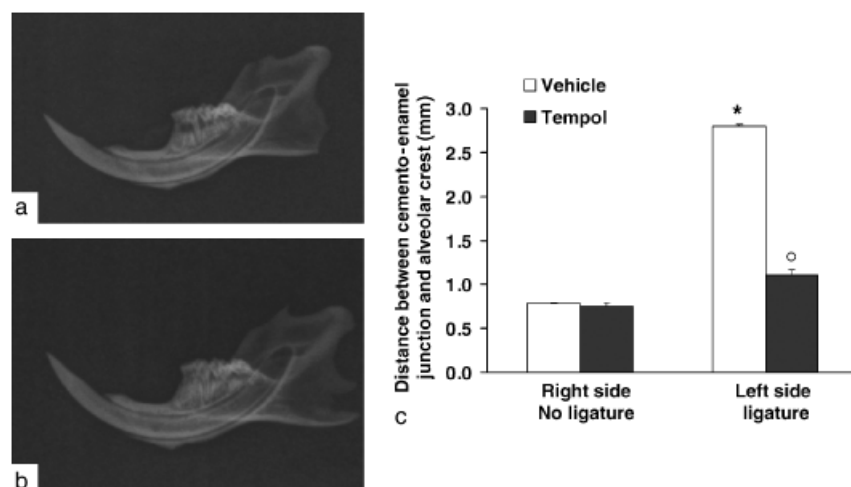 a
b
Vehicle
Tempol
Distance between cemento-enamel
junction and alveolar crest (mm)
3.0
2.5
2.0
1.5
1.0
0.5
0.0
*
Right side
No ligature
Left side
ligature
c